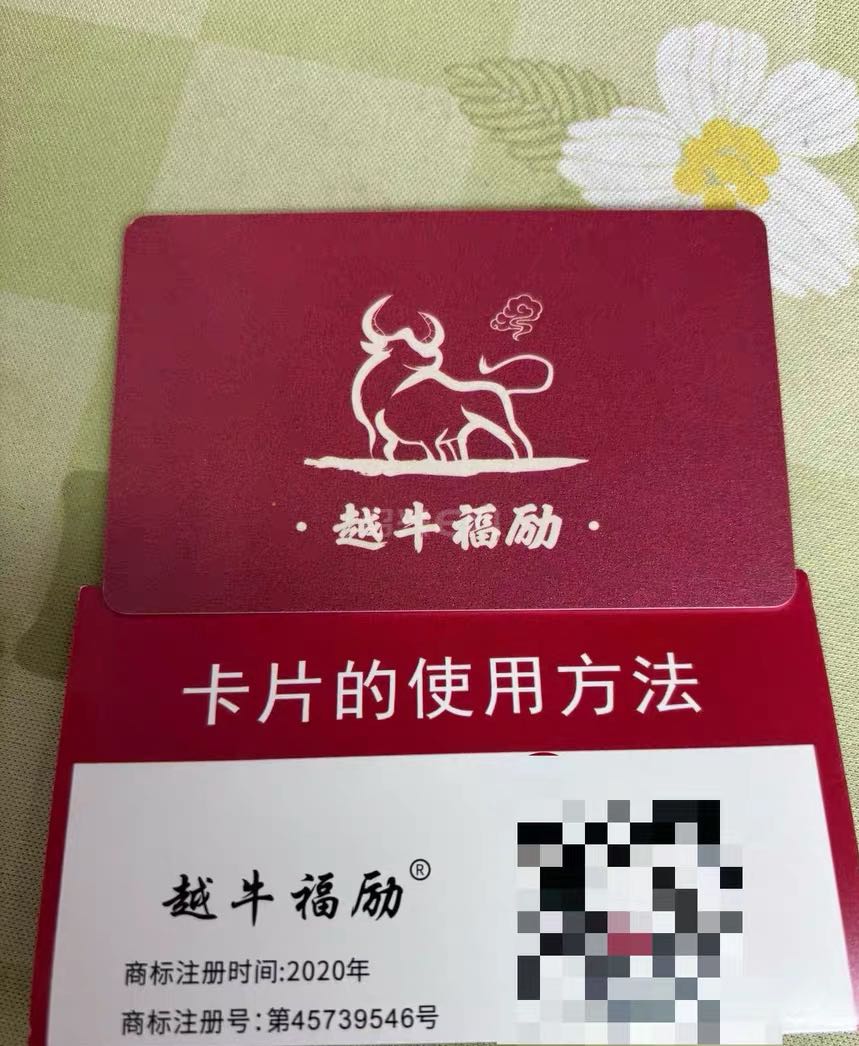 · 越牛福励 ·
卡片的使用方法
越牛福励®
商标注册时间:2020年
商标注册号:第45739546号